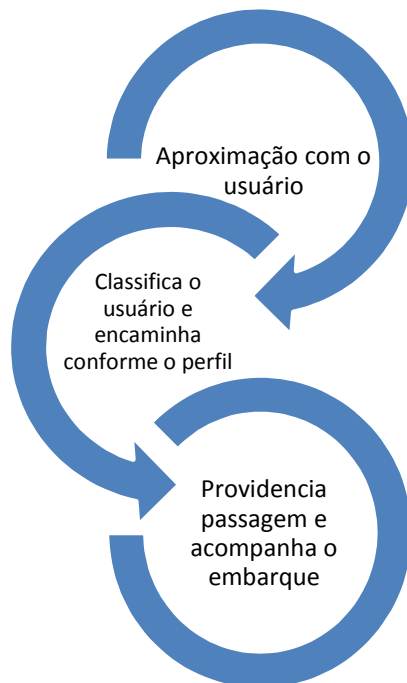 Aproximação com o
usuário
Classifica o
usuário e
encaminha
conforme o perfil
Providencia
passagem e
acompanha o
embarque